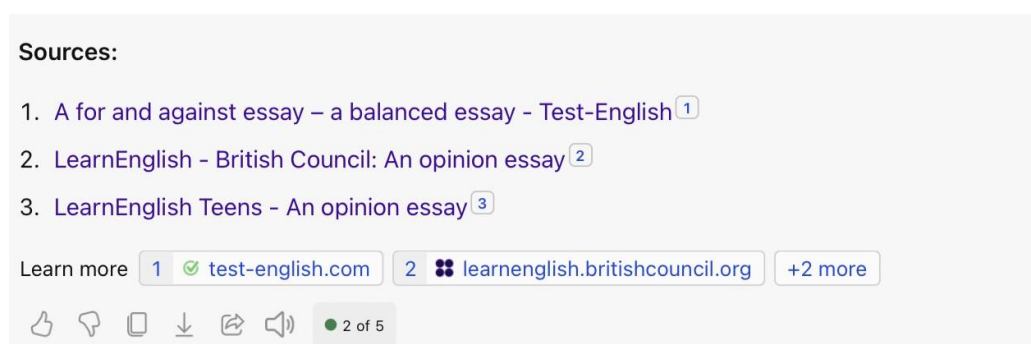 Sources:
1. A for and against essay – a balanced essay - Test-English 1
2. LearnEnglish - British Council: An opinion essay 2
3. LearnEnglish Teens - An opinion essay 3
Learn more 1 test-english.com 2 learnenglish.britishcouncil.org +2 more
2 of 5